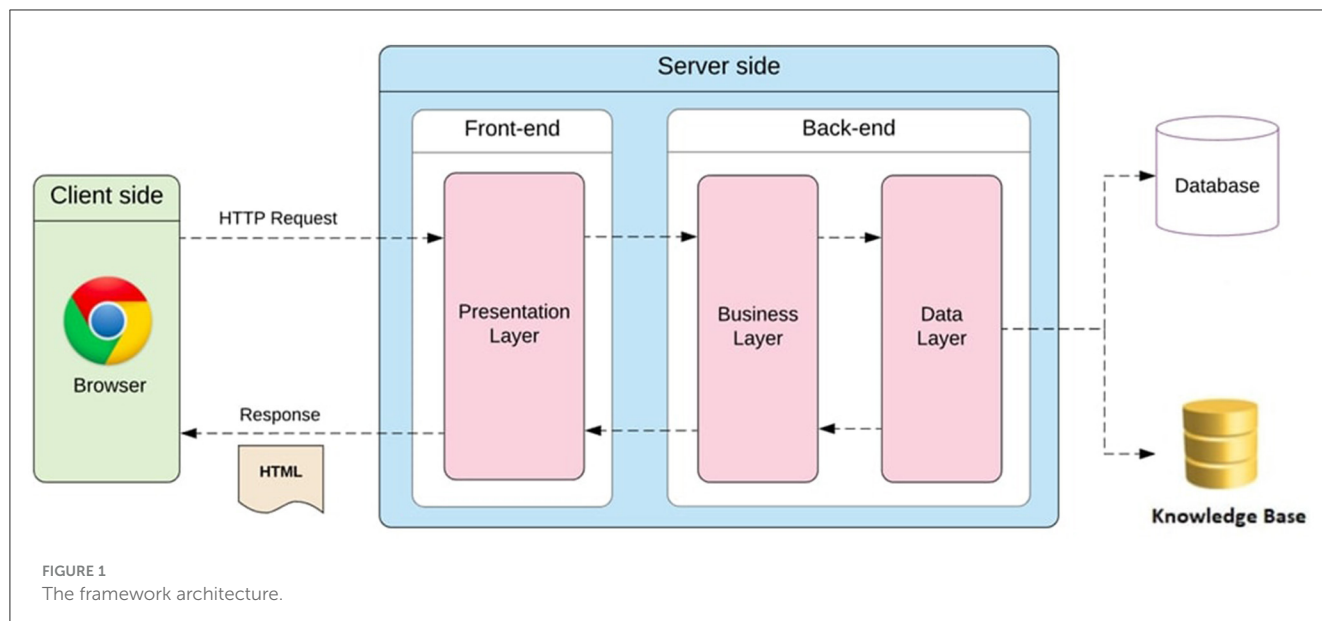 Server side
Front-end
Back-end
Client side
HTTP Request
Database
Presentation
Layer
Business
Layer
Data
Layer
Browser
Response
HTML
Knowledge Base
FIGURE 1
The framework architecture.